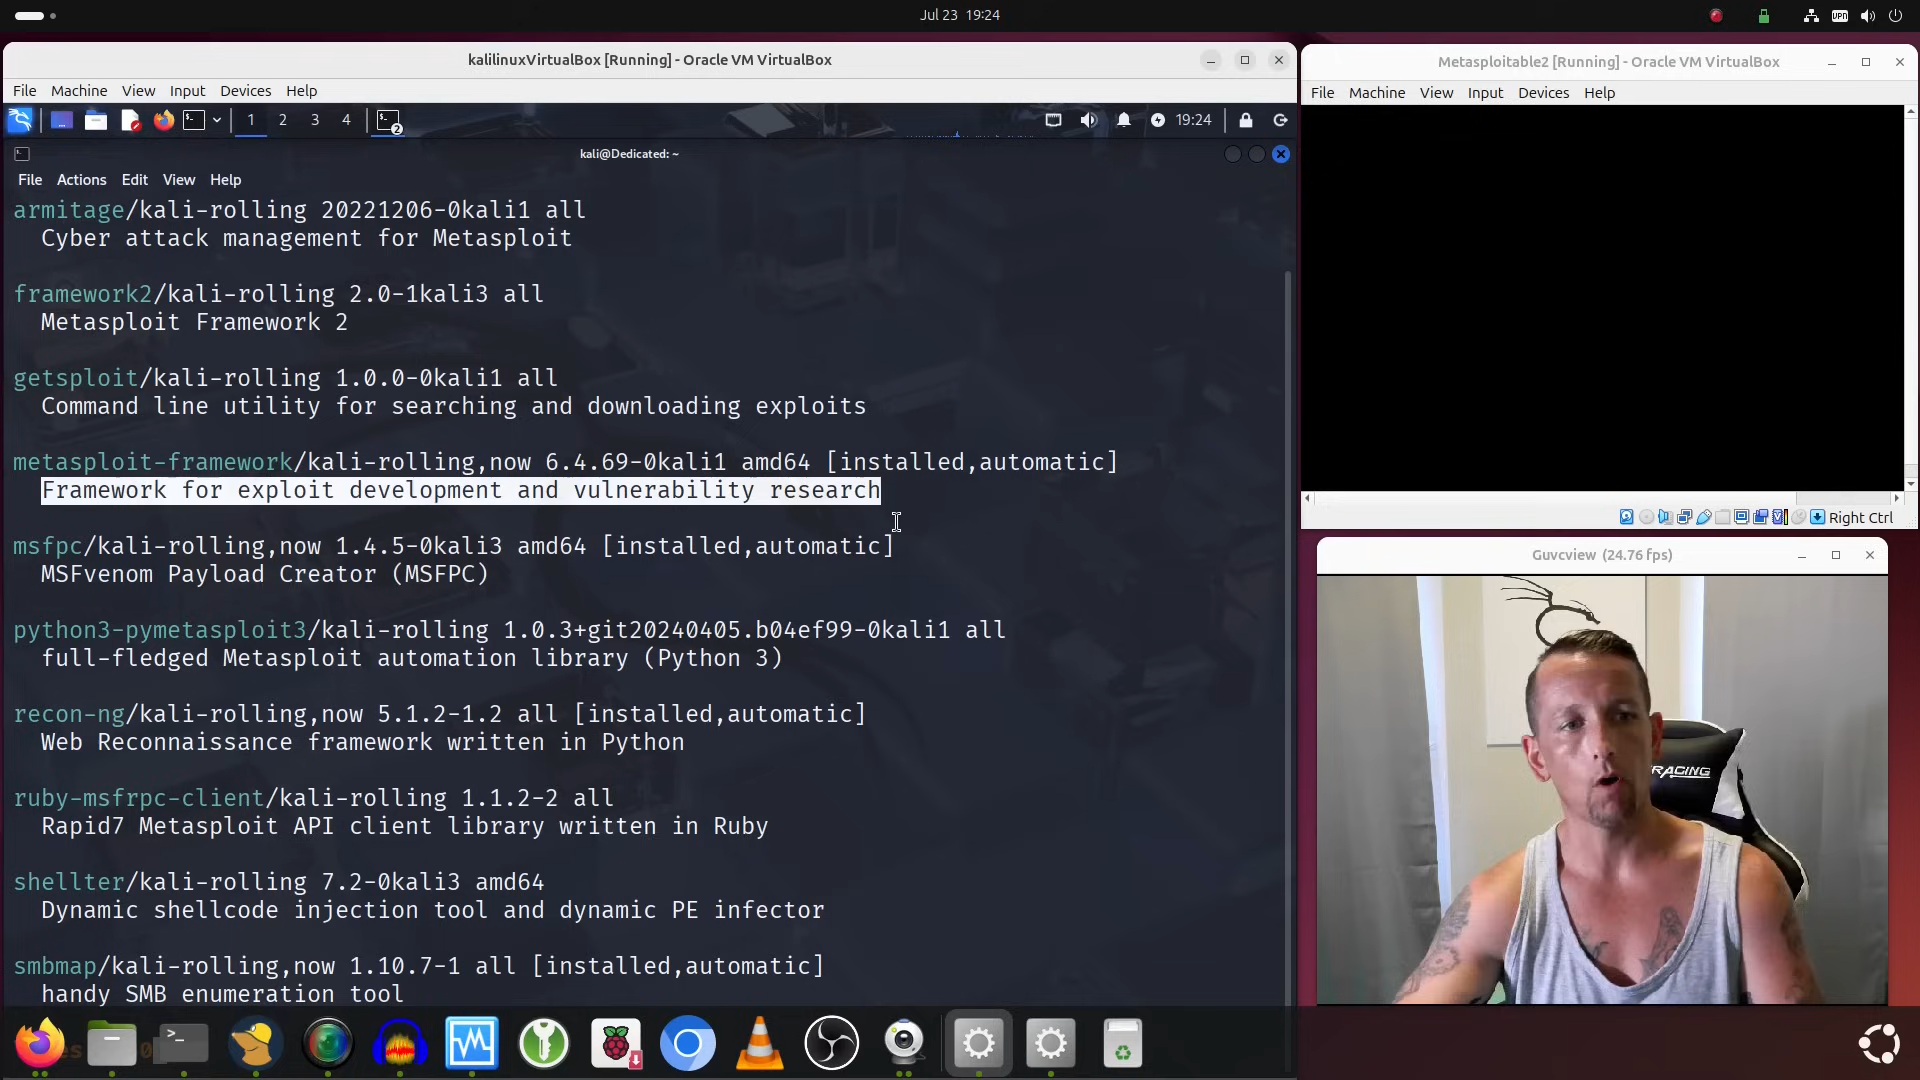 Jul 23 19:24
VPN
kalilinuxVirtualBox [Running] - Oracle VM VirtualBox
File Machine View Input Devices Help
1 2 3 4
2
19:24
kali@Dedicated: ~
File Actions Edit View Help
armitage/kali-rolling 20221206-0kali1 all
Cyber attack management for Metasploit
framework2/kali-rolling 2.0-1kali3 all
Metasploit Framework 2
getsploit/kali-rolling 1.0.0-0kali1 all
Command line utility for searching and downloading exploits
metasploit-framework/kali-rolling,now 6.4.69-0kali1 amd64 [installed,automatic]
Framework for exploit development and vulnerability research
msfpc/kali-rolling,now 1.4.5-0kali3 amd64 [installed,automatic]
MSFvenom Payload Creator (MSFPC)
python3-pymetasploit3/kali-rolling 1.0.3+git20240405.b04ef99-0kali1 all
full-fledged Metasploit automation library (Python 3)
recon-ng/kali-rolling,now 5.1.2-1.2 all [installed,automatic]
Web Reconnaissance framework written in Python
ruby-msfrpc-client/kali-rolling 1.1.2-2 all
Rapid7 Metasploit API client library written in Ruby
shellter/kali-rolling 7.2-0kali3 amd64
Dynamic shellcode injection tool and dynamic PE infector
smbmap/kali-rolling,now 1.10.7-1 all [installed,automatic]
handy SMB enumeration tool
Metasploitable2 [Running] - Oracle VM VirtualBox
File Machine View Input Devices Help
Right Ctrl
Guvcview (24.76 fps)
RACING